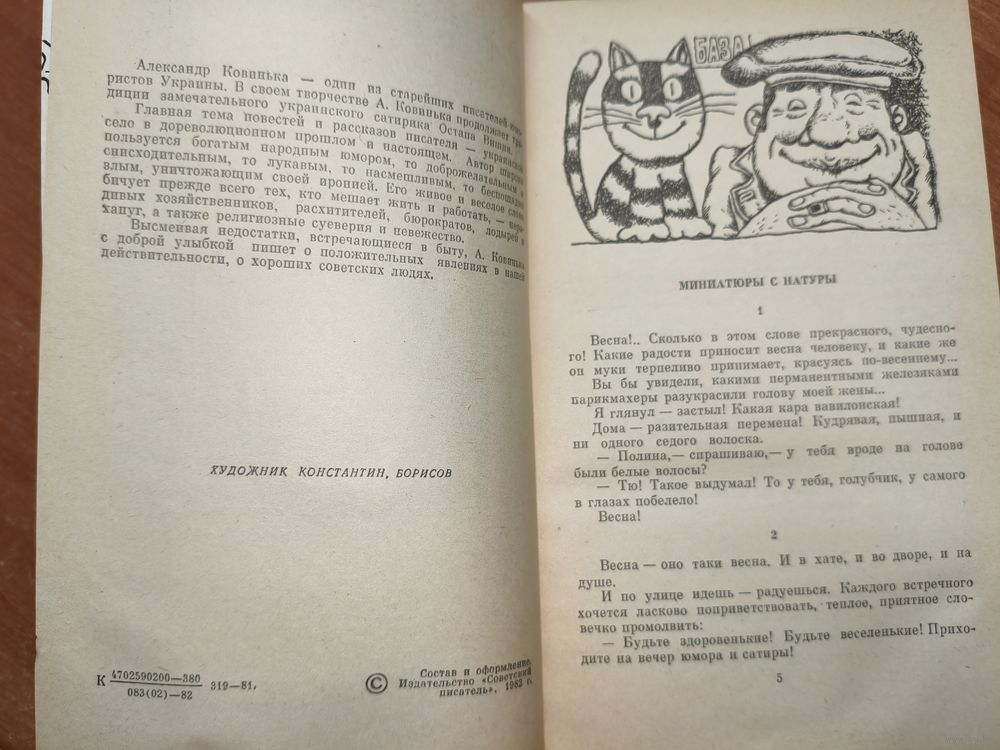 Александр Ковинька — один из старейших писателей-юмо-
ристов Украины. В своем творчестве А. Ковинька продолжает тра-
диции замечательного украинского сатирика Остапа Вишни.
Главная тема повестей и рассказов писателя — украинское
село в дореволюционном прошлом и настоящем. Автор широко
пользуется богатым народным юмором, то доброжелательным и
снисходительным, то лукавым, то насмешливым, то беспощадно
злым, уничтожающим своей иронией. Его живое и веселое слово
бичует прежде всего тех, кто мешает жить и работать, —
дивых хозяйственников, расхитителей, бюрократов, лодырей и
хапуг, а также религиозные суеверия и невежество.
Высмеивая недостатки, встречающиеся в быту, А. Ковинька
с доброй улыбкой пишет о положительных явлениях в нашей
действительности, о хороших советских людях.
ХУДОЖНИК КОНСТАНТИН, БОРИСОВ
К 4702590200—380
083(02)—82 319—81.
© Состав и оформление.
Издательство «Советский
писатель», 1982 г.
БАЗА
МИНИАТЮРЫ С НАТУРЫ
1
Весна!.. Сколько в этом слове прекрасного, чудесно-
го! Какие радости приносит весна человеку, и какие же
он муки терпеливо принимает, красуясь по-весеннему...
Вы бы увидели, какими перманентными железяками
парикмахеры разукрасили голову моей жены...
Я глянул — застыл! Какая кара вавилонская!
Дома — разительная перемена! Кудрявая, пышная, и
ни одного седого волоска.
— Полина,— спрашиваю,— у тебя вроде на голове
были белые волосы?
— Тю! Такое выдумал! То у тебя, голубчик, у самого
в глазах побелело!
Весна!
2
Весна — оно таки весна. И в хате, и во дворе, и на
душе.
И по улице идешь — радуешься. Каждого встречного
хочется ласково поприветствовать, теплое, приятное сло-
вечко промолвить:
— Будьте здоровенькие! Будьте веселенькие! Прихо-
дите на вечер юмора и сатиры!
5